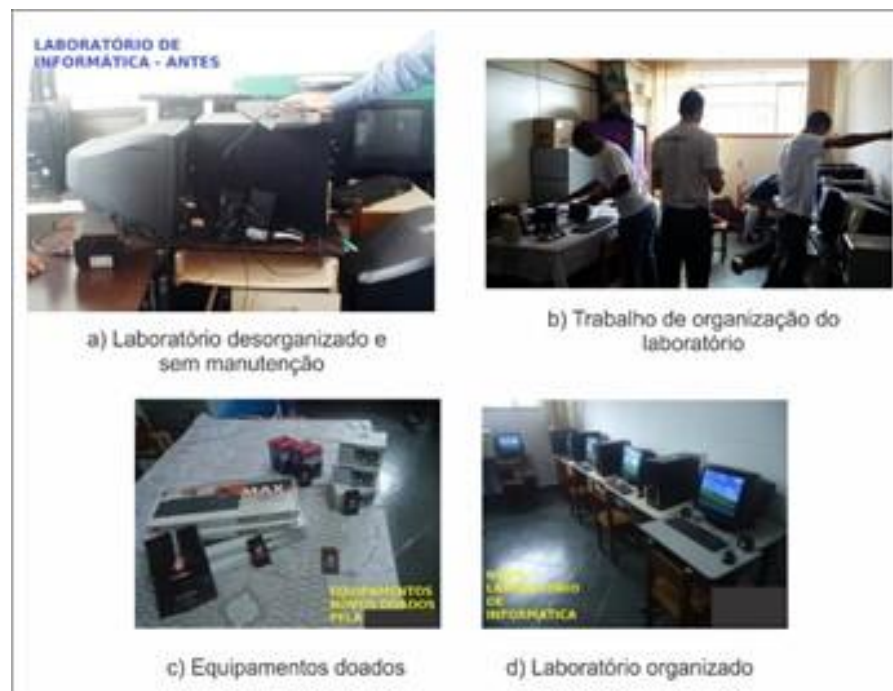 LABORATÓRIO DE
INFORMÁTICA - ANTES
a) Laboratório desorganizado e
sem manutenção
b) Trabalho de organização do
laboratório
MAX
EQUIPAMENTOS
NOVOS DOADOS
PELA
c) Equipamentos doados
NOVO
LABORATÓRIO
DE
INFORMÁTICA
d) Laboratório organizado